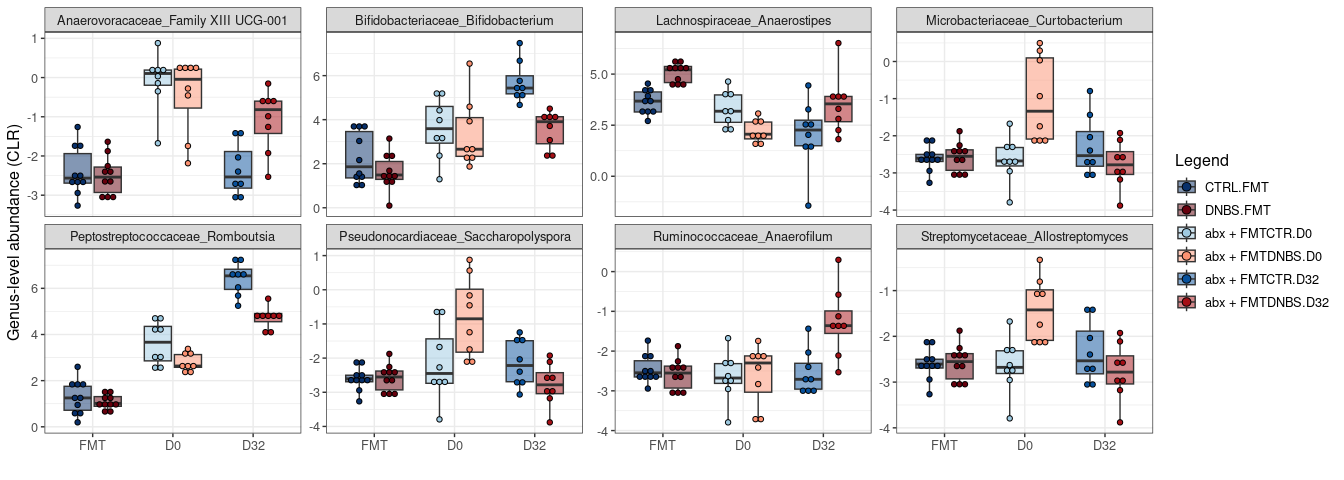 Genus-level abundance (CLR)
Anaerovoracaceae_Family XIII UCG-001
Bifidobacteriaceae_Bifidobacterium
Lachnospiraceae_Anaerostipes
Microbacteriaceae_Curtobacterium
1
0
-1
-2
-3
6
4
2
0
5.0
2.5
0.0
0
-1
-2
-3
-4
Peptostreptococcaceae_Romboutsia
Pseudonocardiaceae_Saccharopolyspora
Ruminococcaceae_Anaerofilum
Streptomycetaceae_Allostreptomyces
6
4
2
0
1
0
-1
-2
-3
-4
0
-1
-2
-3
-4
-1
-2
-3
-4
FMT D0 D32
FMT D0 D32
FMT D0 D32
FMT D0 D32
Legend
CTRL.FMT
DNBS.FMT
abx + FMTCTR.D0
abx + FMTDNBS.D0
abx + FMTCTR.D32
abx + FMTDNBS.D32